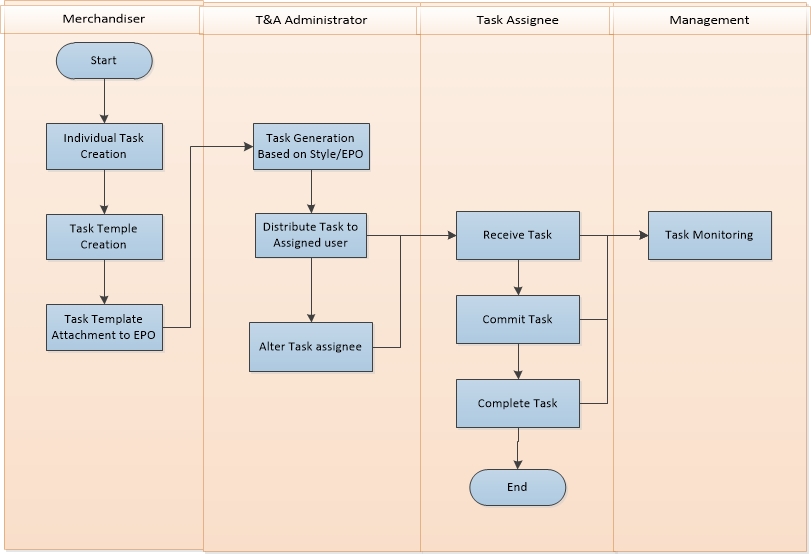 Merchandiser
T&A Administrator
Task Assignee
Management
Start
Individual Task
Creation
Task Temple
Creation
Task Template
Attachment to EPO
Task Generation
Based on Style/EPO
Distribute Task to
Assigned user
Alter Task assignee
Receive Task
Commit Task
Complete Task
End
Task Monitoring